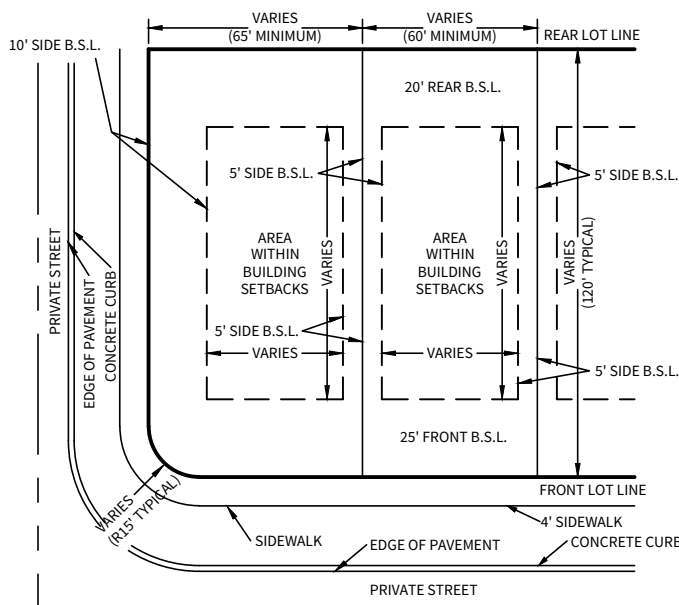 VARIES
(65' MINIMUM)
VARIES
(60' MINIMUM)
REAR LOT LINE
10' SIDE B.S.L.
20' REAR B.S.L.
5' SIDE B.S.L.
5' SIDE B.S.L.
AREA
WITHIN
BUILDING
SETBACKS
VARIES
AREA
WITHIN
BUILDING
SETBACKS
VARIES
VARIES
(120' TYPICAL)
PRIVATE STREET
EDGE OF PAVEMENT
CONCRETE CURB
5' SIDE B.S.L.
VARIES
VARIES
5' SIDE B.S.L.
25' FRONT B.S.L.
VARIES
(R15' TYPICAL)
FRONT LOT LINE
SIDEWALK
4' SIDEWALK
EDGE OF PAVEMENT
CONCRETE CURB
PRIVATE STREET